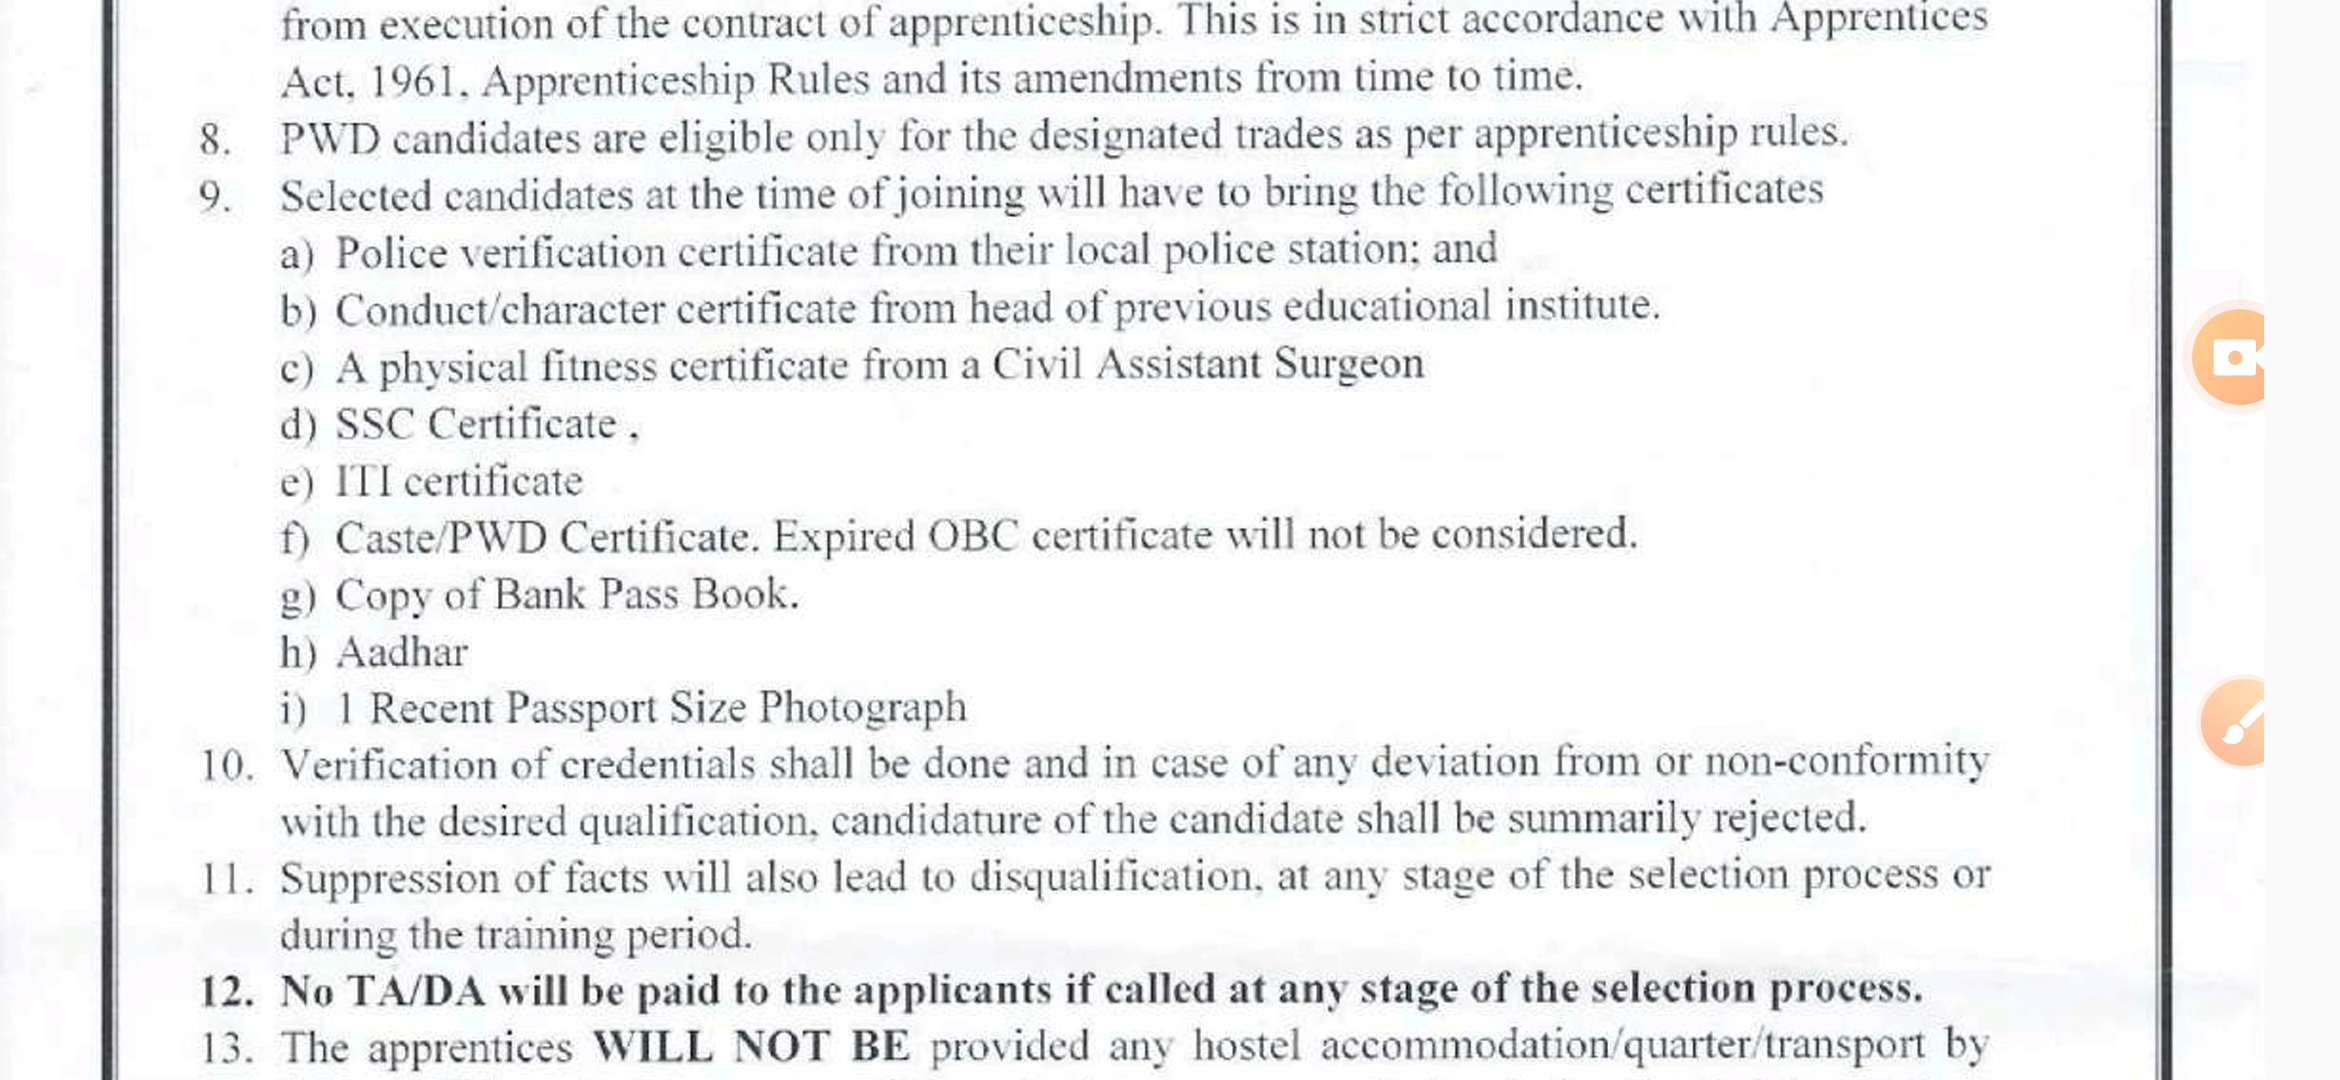 from execution of the contract of apprenticeship. This is in strict accordance with Apprentices
Act, 1961, Apprenticeship Rules and its amendments from time to time.
8. PWD candidates are eligible only for the designated trades as per apprenticeship rules.
9. Selected candidates at the time of joining will have to bring the following certificates
a) Police verification certificate from their local police station; and
b) Conduct/character certificate from head of previous educational institute.
c) A physical fitness certificate from a Civil Assistant Surgeon
d) SSC Certificate ,
e) ITI certificate
f) Caste/PWD Certificate. Expired OBC certificate will not be considered.
g) Copy of Bank Pass Book.
h) Aadhar
i) 1 Recent Passport Size Photograph
10. Verification of credentials shall be done and in case of any deviation from or non-conformity
with the desired qualification, candidature of the candidate shall be summarily rejected.
11. Suppression of facts will also lead to disqualification, at any stage of the selection process or
during the training period.
12. No TA/DA will be paid to the applicants if called at any stage of the selection process.
13. The apprentices WILL NOT BE provided any hostel accommodation/quarter/transport by